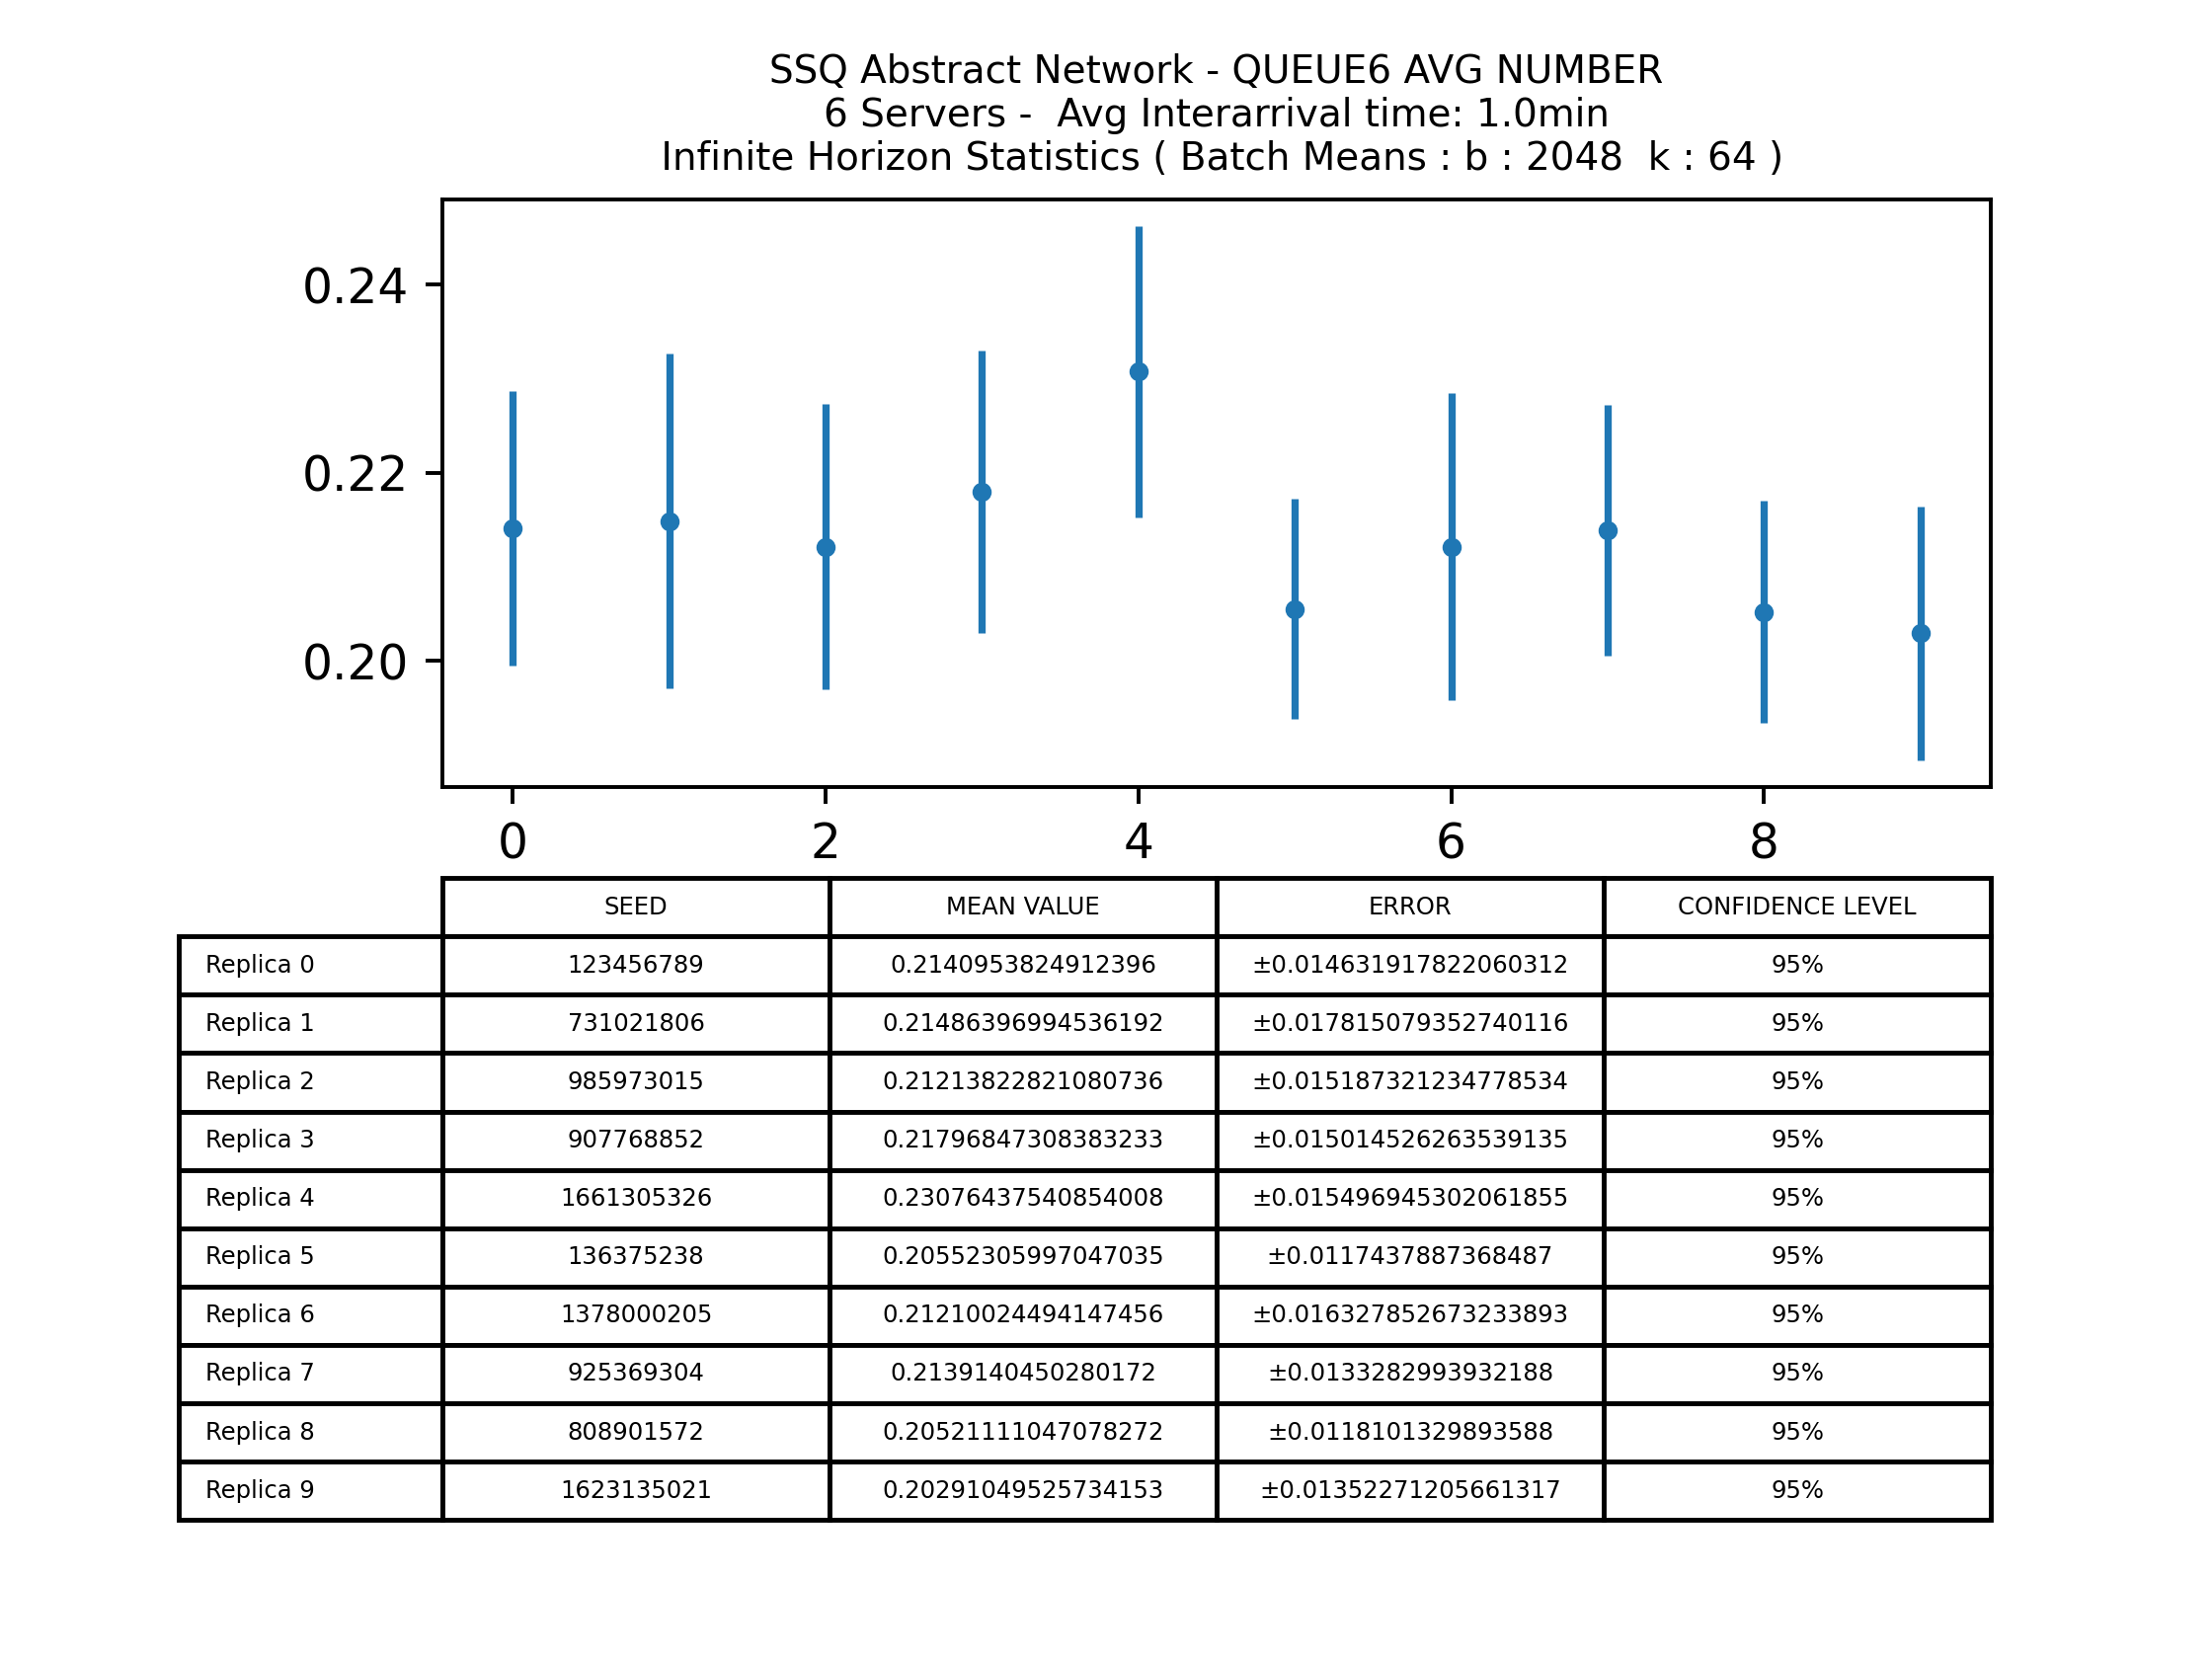 SSQ Abstract Network - QUEUE6 AVG NUMBER
6 Servers -  Avg Interarrival time: 1.0min
Infinite Horizon Statistics ( Batch Means : b : 2048  k : 64 )
0.24
0.22
0.20
0 2 4 6 8
SEED MEAN VALUE ERROR CONFIDENCE LEVEL
Replica 0 123456789 0.2140953824912396 ±0.014631917822060312 95%
Replica 1 731021806 0.21486396994536192 ±0.017815079352740116 95%
Replica 2 985973015 0.21213822821080736 ±0.015187321234778534 95%
Replica 3 907768852 0.21796847308383233 ±0.015014526263539135 95%
Replica 4 1661305326 0.23076437540854008 ±0.015496945302061855 95%
Replica 5 136375238 0.20552305997047035 ±0.0117437887368487 95%
Replica 6 1378000205 0.21210024494147456 ±0.016327852673233893 95%
Replica 7 925369304 0.2139140450280172 ±0.0133282993932188 95%
Replica 8 808901572 0.20521111047078272 ±0.0118101329893588 95%
Replica 9 1623135021 0.20291049525734153 ±0.01352271205661317 95%